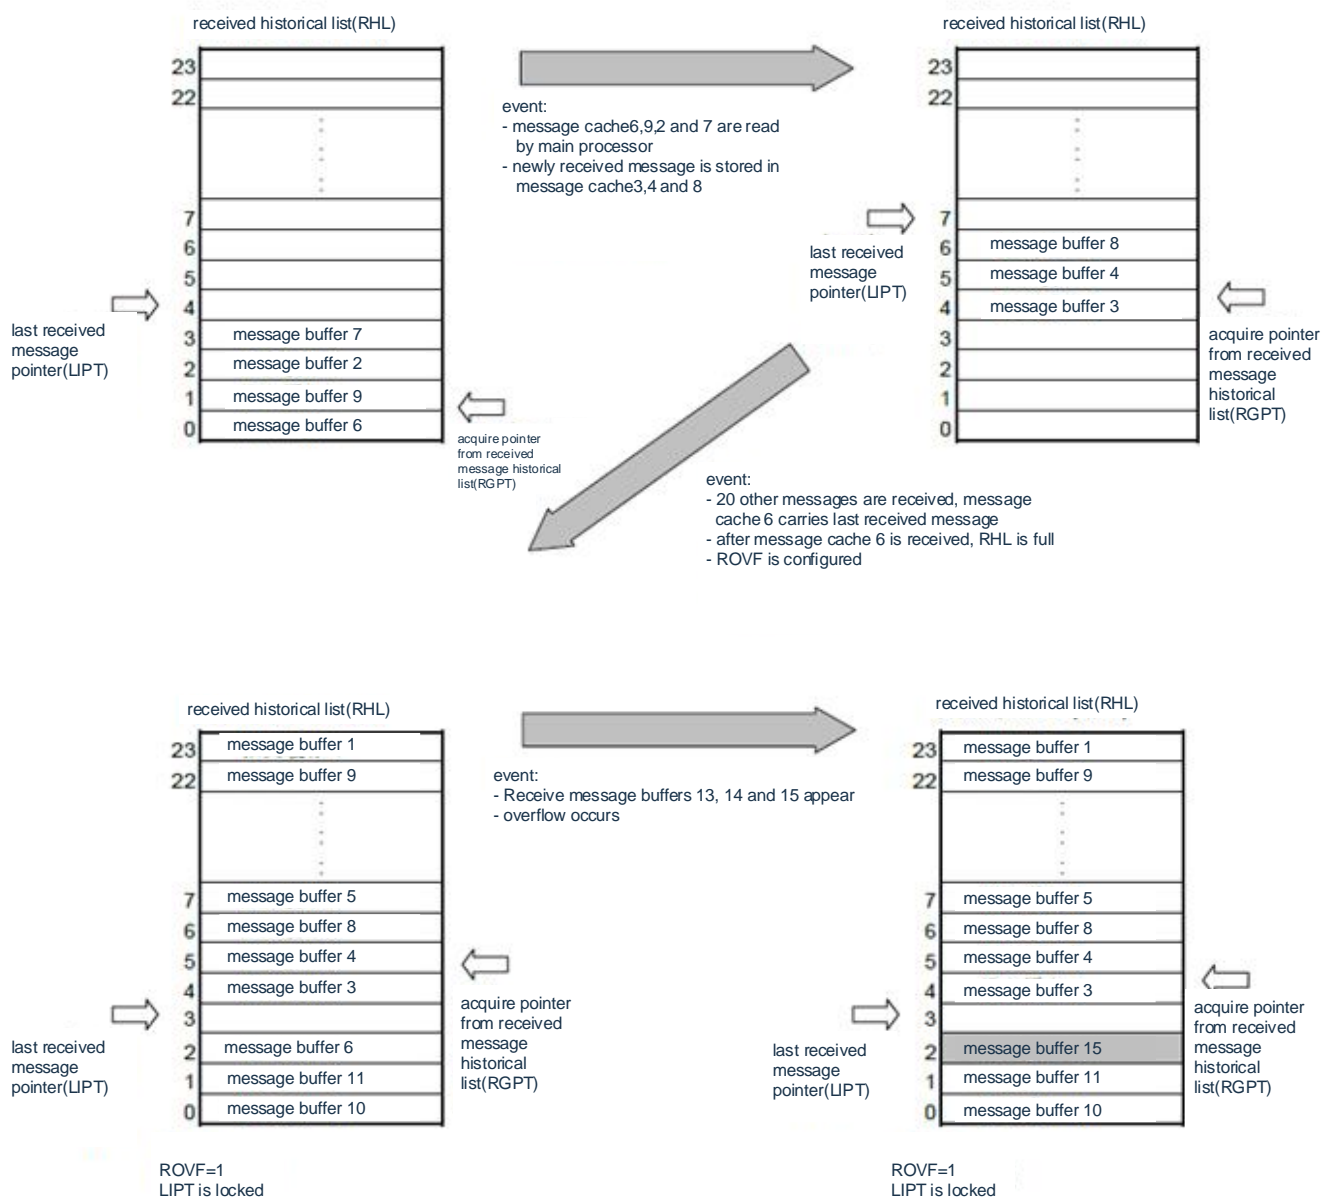 received historical list(RHL)
23
22
7
6
5
4
3
2
1
0
message buffer 7
message buffer 2
message buffer 9
message buffer 6
last received
message
pointer(LIPT)
acquire pointer
from received
message historical
list(RGPT)
event:
- message cache6,9,2 and 7 are read
by main processor
- newly received message is stored in
message cache3,4 and 8
received historical list(RHL)
23
22
7
6
5
4
3
2
1
0
message buffer 8
message buffer 4
message buffer 3
last received
message
pointer(LIPT)
acquire pointer
from received
message
historical
list(RGPT)
event:
- 20 other messages are received, message
cache 6 carries last received message
- after message cache 6 is received, RHL is full
- ROVF is configured
received historical list(RHL)
23
22
7
6
5
4
3
2
1
0
message buffer 1
message buffer 9
message buffer 5
message buffer 8
message buffer 4
message buffer 3
message buffer 6
message buffer 11
message buffer 10
last received
message
pointer(LIPT)
acquire pointer
from received
message
historical
list(RGPT)
ROVF=1
LIPT is locked
event:
- Receive message buffers 13, 14 and 15 appear
- overflow occurs
received historical list(RHL)
23
22
7
6
5
4
3
2
1
0
message buffer 1
message buffer 9
message buffer 5
message buffer 8
message buffer 4
message buffer 3
message buffer 15
message buffer 11
message buffer 10
last received
message
pointer(LIPT)
acquire pointer
from received
message
historical
list(RGPT)
ROVF=1
LIPT is locked